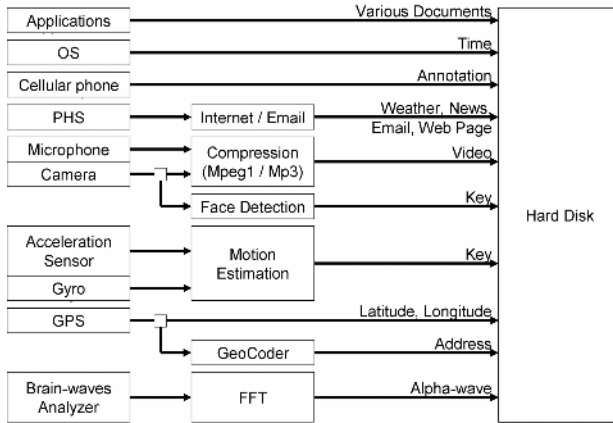 Applications
Various Documents
OS
Time
Cellular phone
Annotation
PHS
Internet / Email
Weather, News,
Email, Web Page
Microphone
Camera
Compression
(Mpeg1 / Mp3)
Video
Face Detection
Key
Hard Disk
Acceleration
Sensor
Gyro
Motion
Estimation
Key
GPS
Latitude, Longitude
GeoCoder
Address
Brain-waves
Analyzer
FFT
Alpha-wave